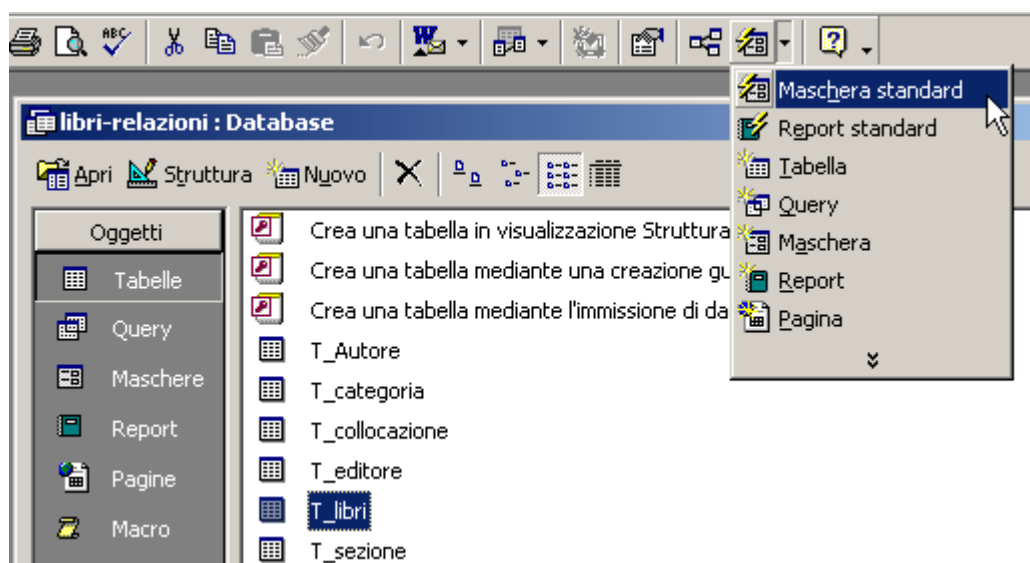 ABC
W
?
Maschera standard
Report standard
Tabella
Query
Maschera
Report
Pagina
libri-relazioni : Database
Apri Struttura Nuovo
Oggetti
Tabelle
Query
Maschere
Report
Pagine
Macro
Crea una tabella in visualizzazione Struttura
Crea una tabella mediante una creazione gu
Crea una tabella mediante l'immissione di da
T_Autore
T_categoria
T_collocazione
T_editore
T_libri
T_sezione